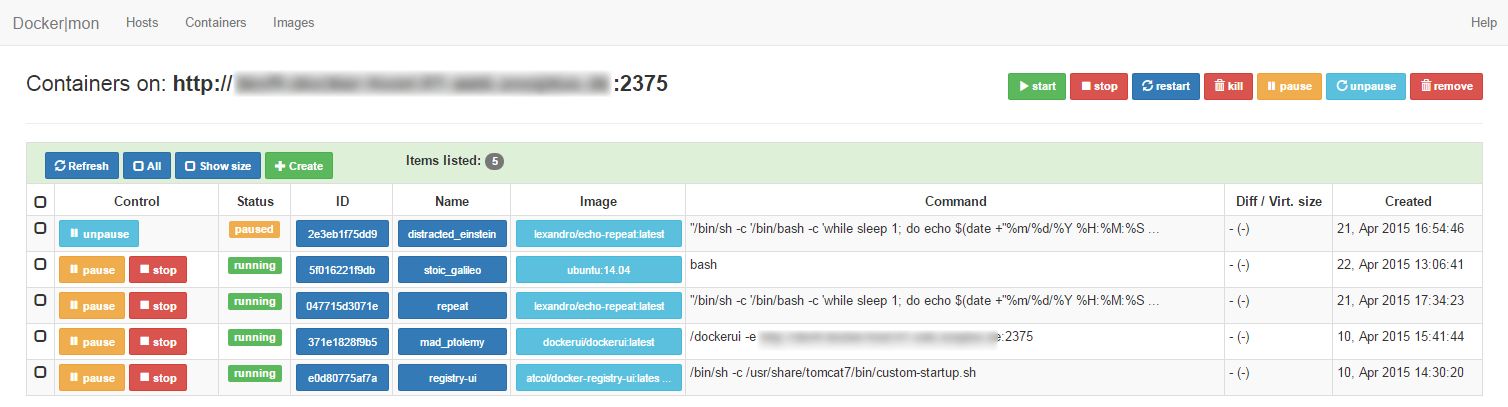 Docker|mon Hosts Containers Images Help
Containers on: http:// :2375 start stop restart kill pause unpause remove
Refresh All Show size Create Items listed: 5
Control Status ID Name Image Command Diff / Virt. size Created
unpause paused 2e3eb1f75dd9 distracted_einstein lexandro/echo-repeat:latest "/bin/sh -c '/bin/bash -c 'while sleep 1; do echo $(date +"%m/%d/%Y %H:%M:%S ... - (-) 21, Apr 2015 16:54:46
pause stop running 5f016221f9db stoic_galileo ubuntu:14.04 bash - (-) 22, Apr 2015 13:06:41
pause stop running 047715d3071e repeat lexandro/echo-repeat:latest "/bin/sh -c '/bin/bash -c 'while sleep 1; do echo $(date +"%m/%d/%Y %H:%M:%S ... - (-) 21, Apr 2015 17:34:23
pause stop running 371e1828f9b5 mad_ptolemy dockerui/dockerui:latest /dockerui -e e:2375 - (-) 10, Apr 2015 15:41:44
pause stop running e0d80775af7a registry-ui atcol/docker-registry-ui:lates ... /bin/sh -c /usr/share/tomcat7/bin/custom-startup.sh - (-) 10, Apr 2015 14:30:20